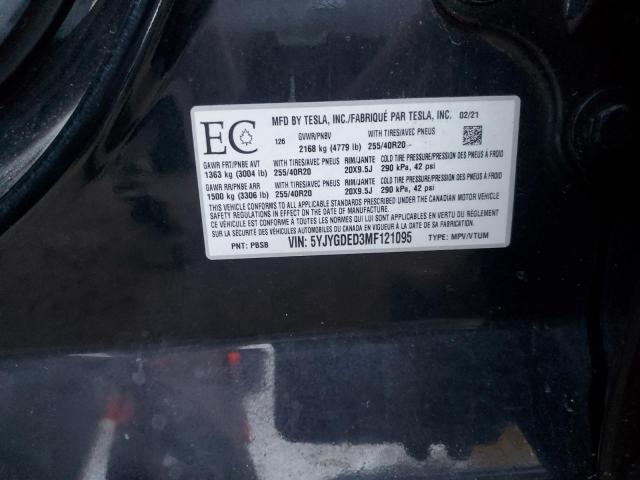 MFD BY TESLA, INC./FABRIQUÉ PAR TESLA, INC. 02/21
EC 126 GVWR/PNBV WITH TIRES/AVEC PNEUS
2168 kg (4779 lb) 255/40R20
GAWR FRT/PNBE AVT WITH TIRES/AVEC PNEUS RIM/JANTE COLD TIRE PRESSURE/PRESSION DES PNEUS À FROID
1363 kg (3004 lb) 255/40R20 20X9.5J 290 kPa, 42 psi
GAWR RR/PNBE ARR WITH TIRES/AVEC PNEUS RIM/JANTE COLD TIRE PRESSURE/PRESSION DES PNEUS À FROID
1500 kg (3306 lb) 255/40R20 20X9.5J 290 kPa, 42 psi
THIS VEHICLE CONFORMS TO ALL APPLICABLE STANDARDS PRESCRIBED UNDER THE CANADIAN MOTOR VEHICLE
SAFETY REGULATIONS IN EFFECT ON THE DATE OF MANUFACTURE./
CE VÉHICULE EST CONFORME À TOUTES LES NORMES QUI LUI SONT APPLICABLES EN VERTU DU RÈGLEMENT
SUR LA SÉCURITÉ DES VÉHICULES AUTOMOBILES DU CANADA EN VIGUEUR À LA DATE DE SA FABRICATION.
PNT: PBSB VIN: 5YJYGDED3MF121095 TYPE: MPV/VTUM